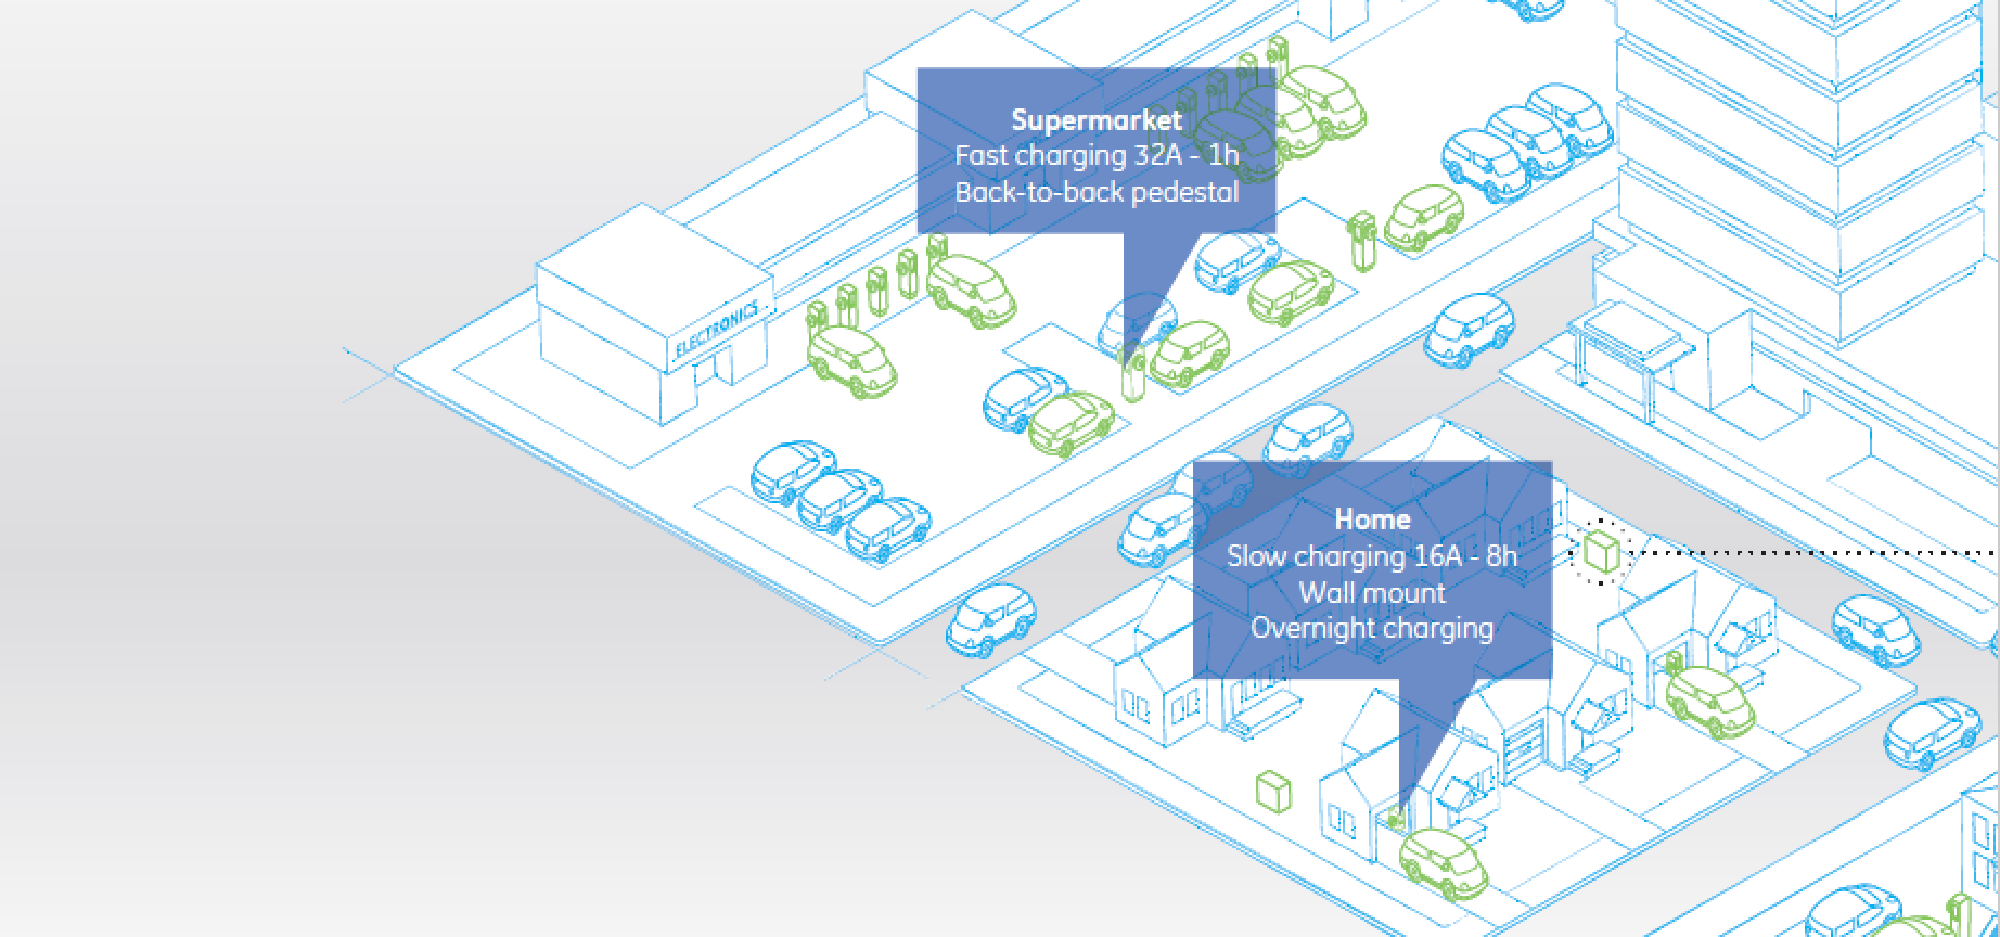 Supermarket
Fast charging 32A - 1h
Back-to-back pedestal
ELECTRONICS
Home
Slow charging 16A - 8h
Wall mount
Overnight charging